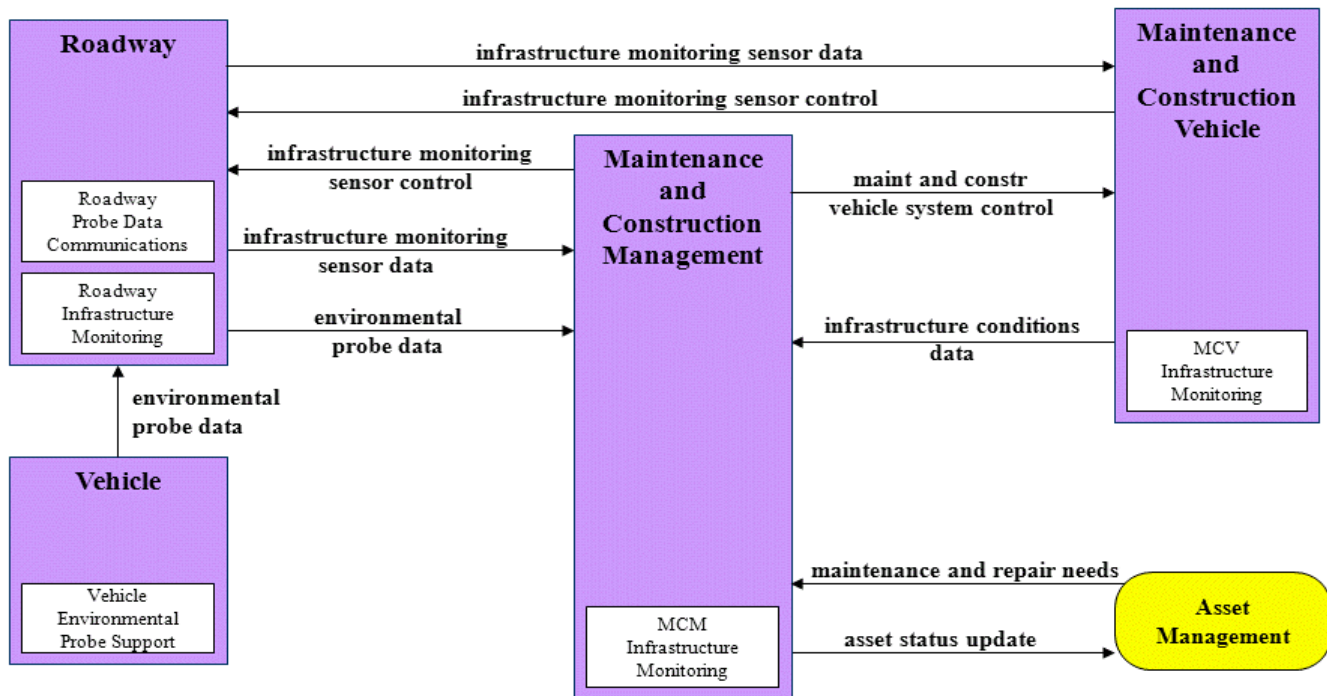 Roadway
infrastructure monitoring sensor data
Maintenance
and
Construction
Vehicle
infrastructure monitoring sensor control
infrastructure monitoring
sensor control
Maintenance
and
Construction
Management
maint and constr
vehicle system control
Roadway
Probe Data
Communications
infrastructure monitoring
sensor data
Roadway
Infrastructure
Monitoring
environmental
probe data
infrastructure conditions
data
MCV
Infrastructure
Monitoring
environmental
probe data
Vehicle
Vehicle
Environmental
Probe Support
maintenance and repair needs
Asset
Management
MCM
Infrastructure
Monitoring
asset status update